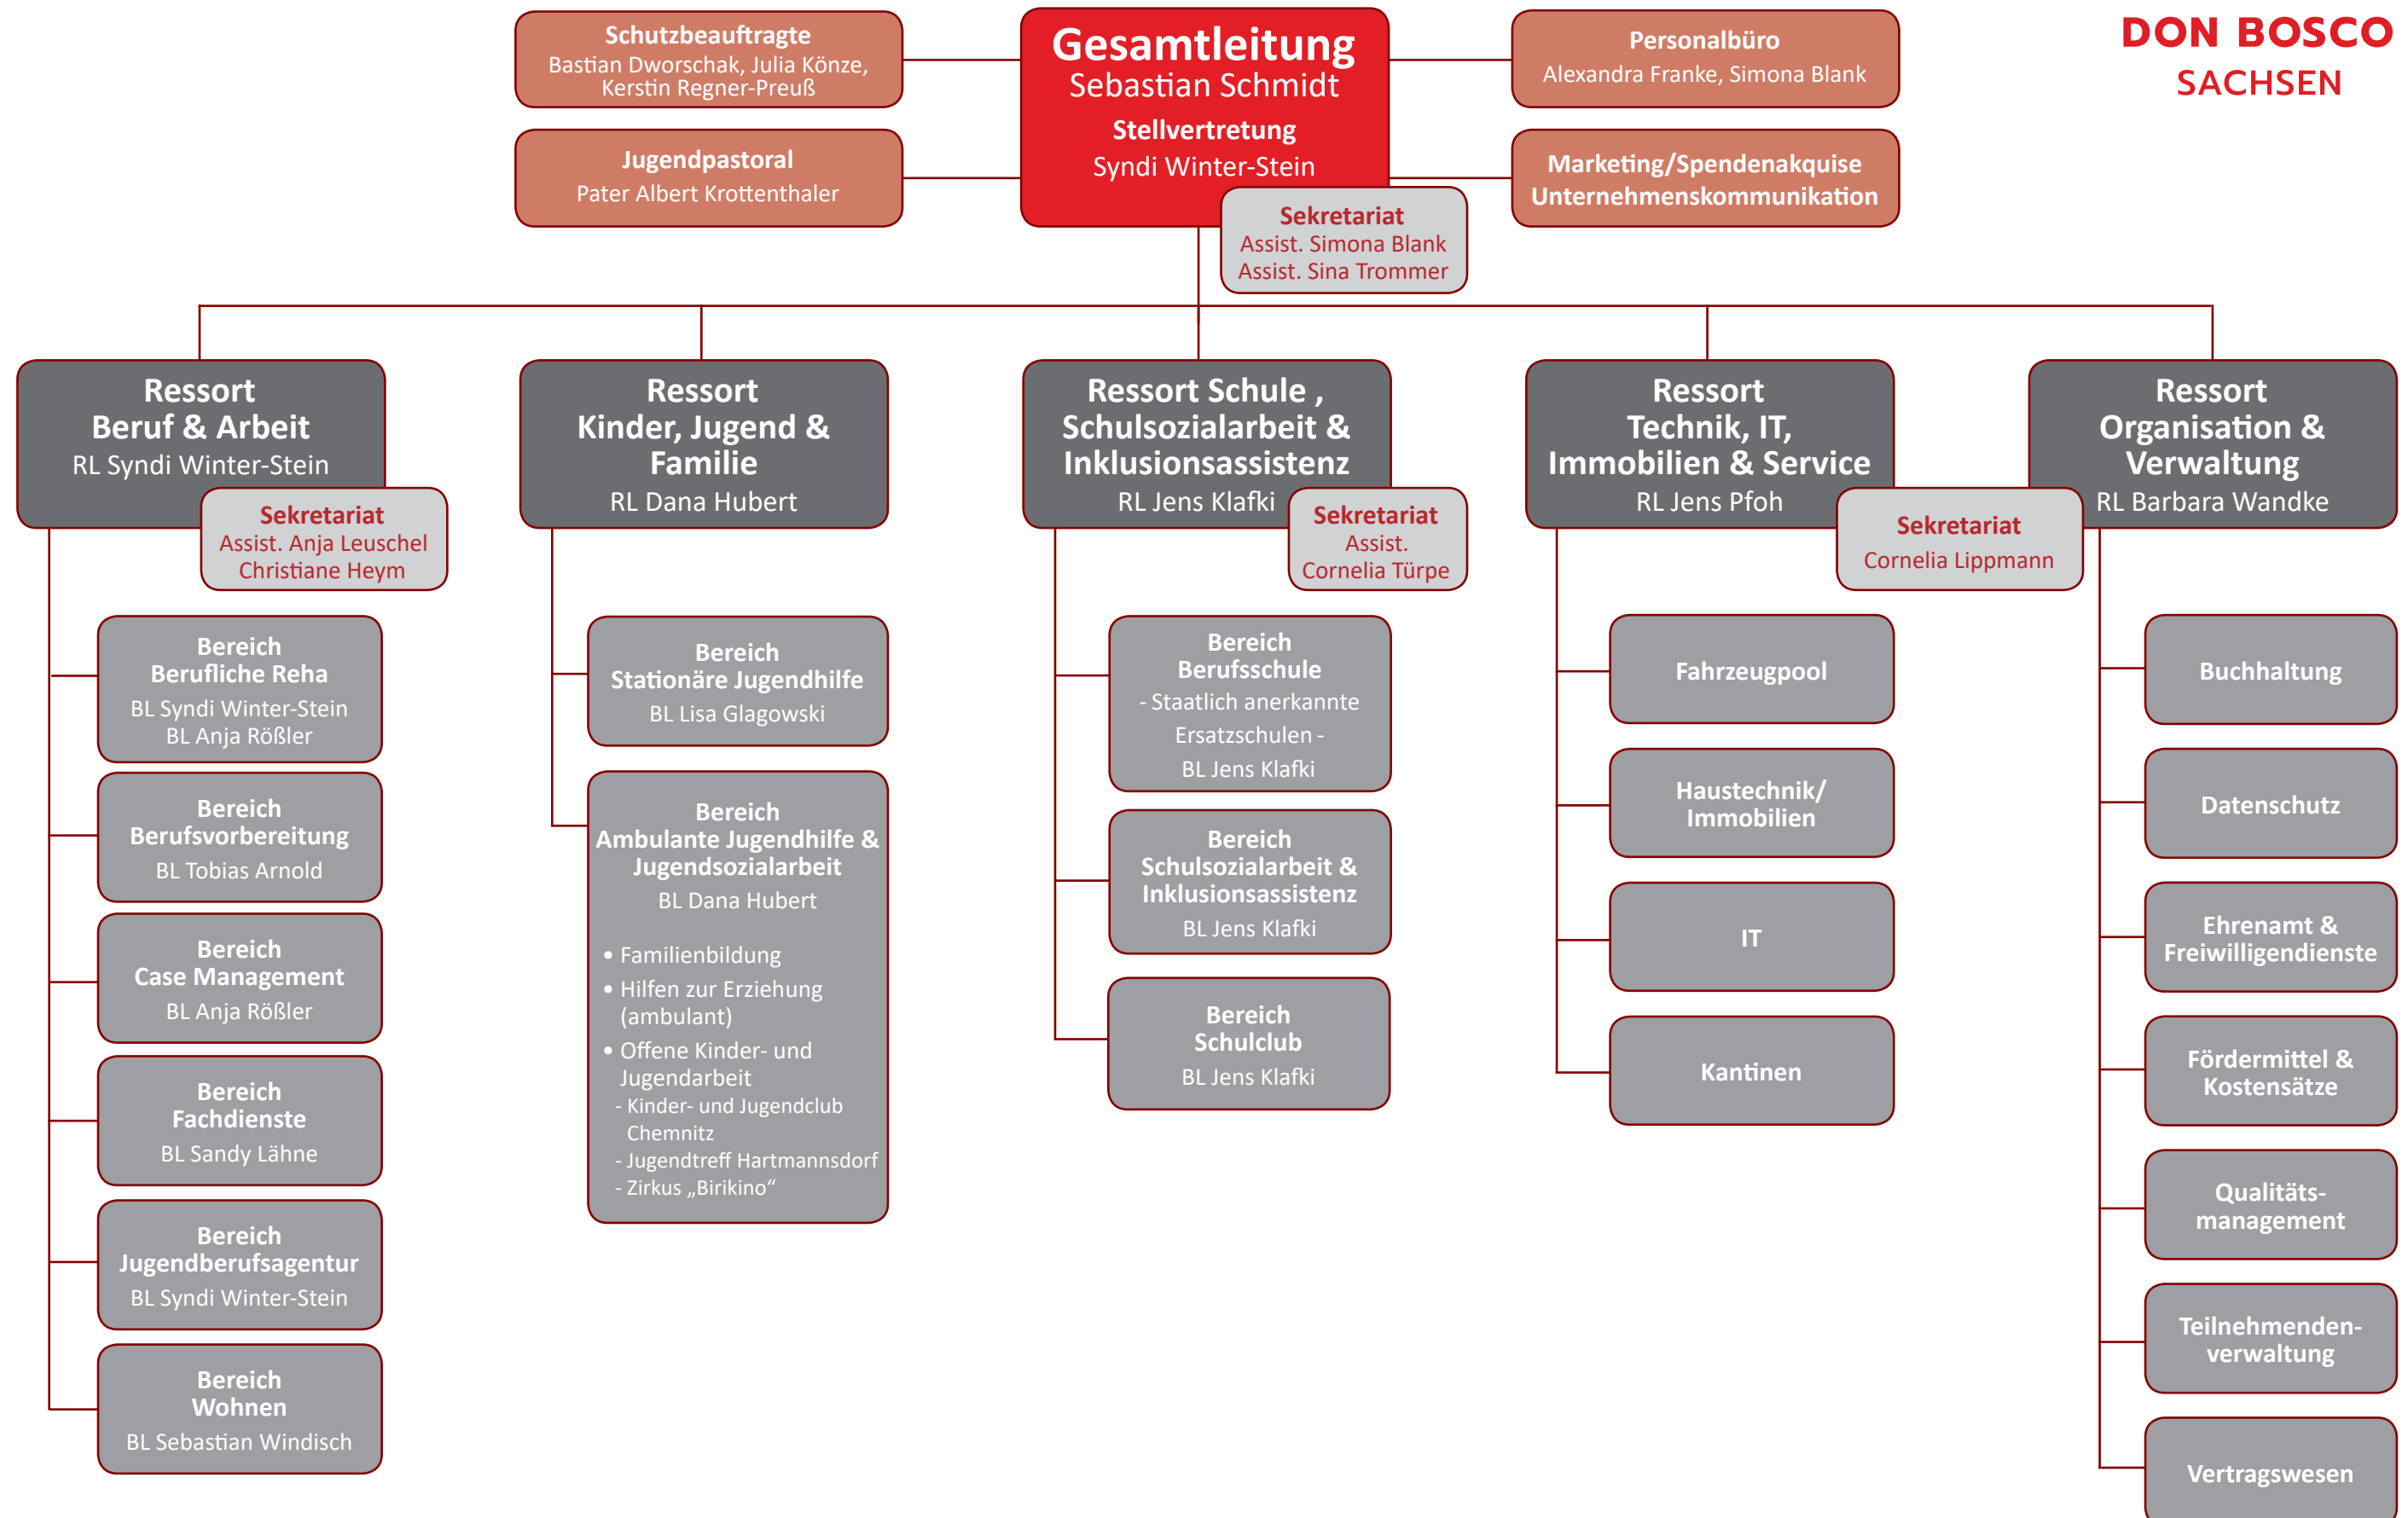 DON BOSCO
SACHSEN
Schutzbeauftragte
Bastian Dworschak, Julia Könze,
Kerstin Regner-Preuß
Jugendpastoral
Pater Albert Krottenthaler
Gesamtleitung
Sebastian Schmidt
Stellvertretung
Syndi Winter-Stein
Sekretariat
Assist. Simona Blank
Assist. Sina Trommer
Personalbüro
Alexandra Franke, Simona Blank
Marketing/Spendenakquise
Unternehmenskommunikation
Ressort
Beruf & Arbeit
RL Syndi Winter-Stein
Sekretariat
Assist. Anja Leuschel
Christiane Heym
Bereich
Berufliche Reha
BL Syndi Winter-Stein
BL Anja Rößler
Bereich
Berufsvorbereitung
BL Tobias Arnold
Bereich
Case Management
BL Anja Rößler
Bereich
Fachdienste
BL Sandy Lähne
Bereich
Jugendberufsagentur
BL Syndi Winter-Stein
Bereich
Wohnen
BL Sebastian Windisch
Ressort
Kinder, Jugend &
Familie
RL Dana Hubert
Bereich
Stationäre Jugendhilfe
BL Lisa Glagowski
Bereich
Ambulante Jugendhilfe &
Jugendsozialarbeit
BL Dana Hubert
• Familienbildung
• Hilfen zur Erziehung
(ambulant)
• Offene Kinder- und
Jugendarbeit
- Kinder- und Jugendclub
Chemnitz
- Jugendtreff Hartmannsdorf
- Zirkus „Birikino“
Ressort Schule ,
Schulsozialarbeit &
Inklusionsassistenz
RL Jens Klafki
Sekretariat
Assist.
Cornelia Türpe
Bereich
Berufsschule
- Staatlich anerkannte
Ersatzschulen -
BL Jens Klafki
Bereich
Schulsozialarbeit &
Inklusionsassistenz
BL Jens Klafki
Bereich
Schulclub
BL Jens Klafki
Ressort
Technik, IT,
Immobilien & Service
RL Jens Pfoh
Sekretariat
Cornelia Lippmann
Fahrzeugpool
Haustechnik/
Immobilien
IT
Kantinen
Ressort
Organisation &
Verwaltung
RL Barbara Wandke
Buchhaltung
Datenschutz
Ehrenamt &
Freiwilligendienste
Fördermittel &
Kostensätze
Qualitäts-
management
Teilnehmenden-
verwaltung
Vertragswesen